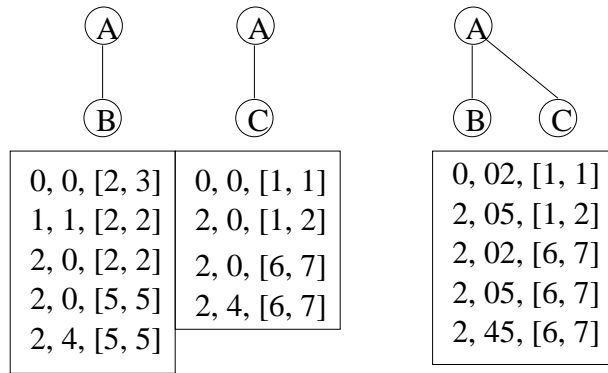 A
A
A
B
C
B
C
0, 0, [2, 3]
1, 1, [2, 2]
2, 0, [2, 2]
2, 0, [5, 5]
2, 4, [5, 5]
0, 0, [1, 1]
2, 0, [1, 2]
2, 0, [6, 7]
2, 4, [6, 7]
0, 02, [1, 1]
2, 05, [1, 2]
2, 02, [6, 7]
2, 05, [6, 7]
2, 45, [6, 7]